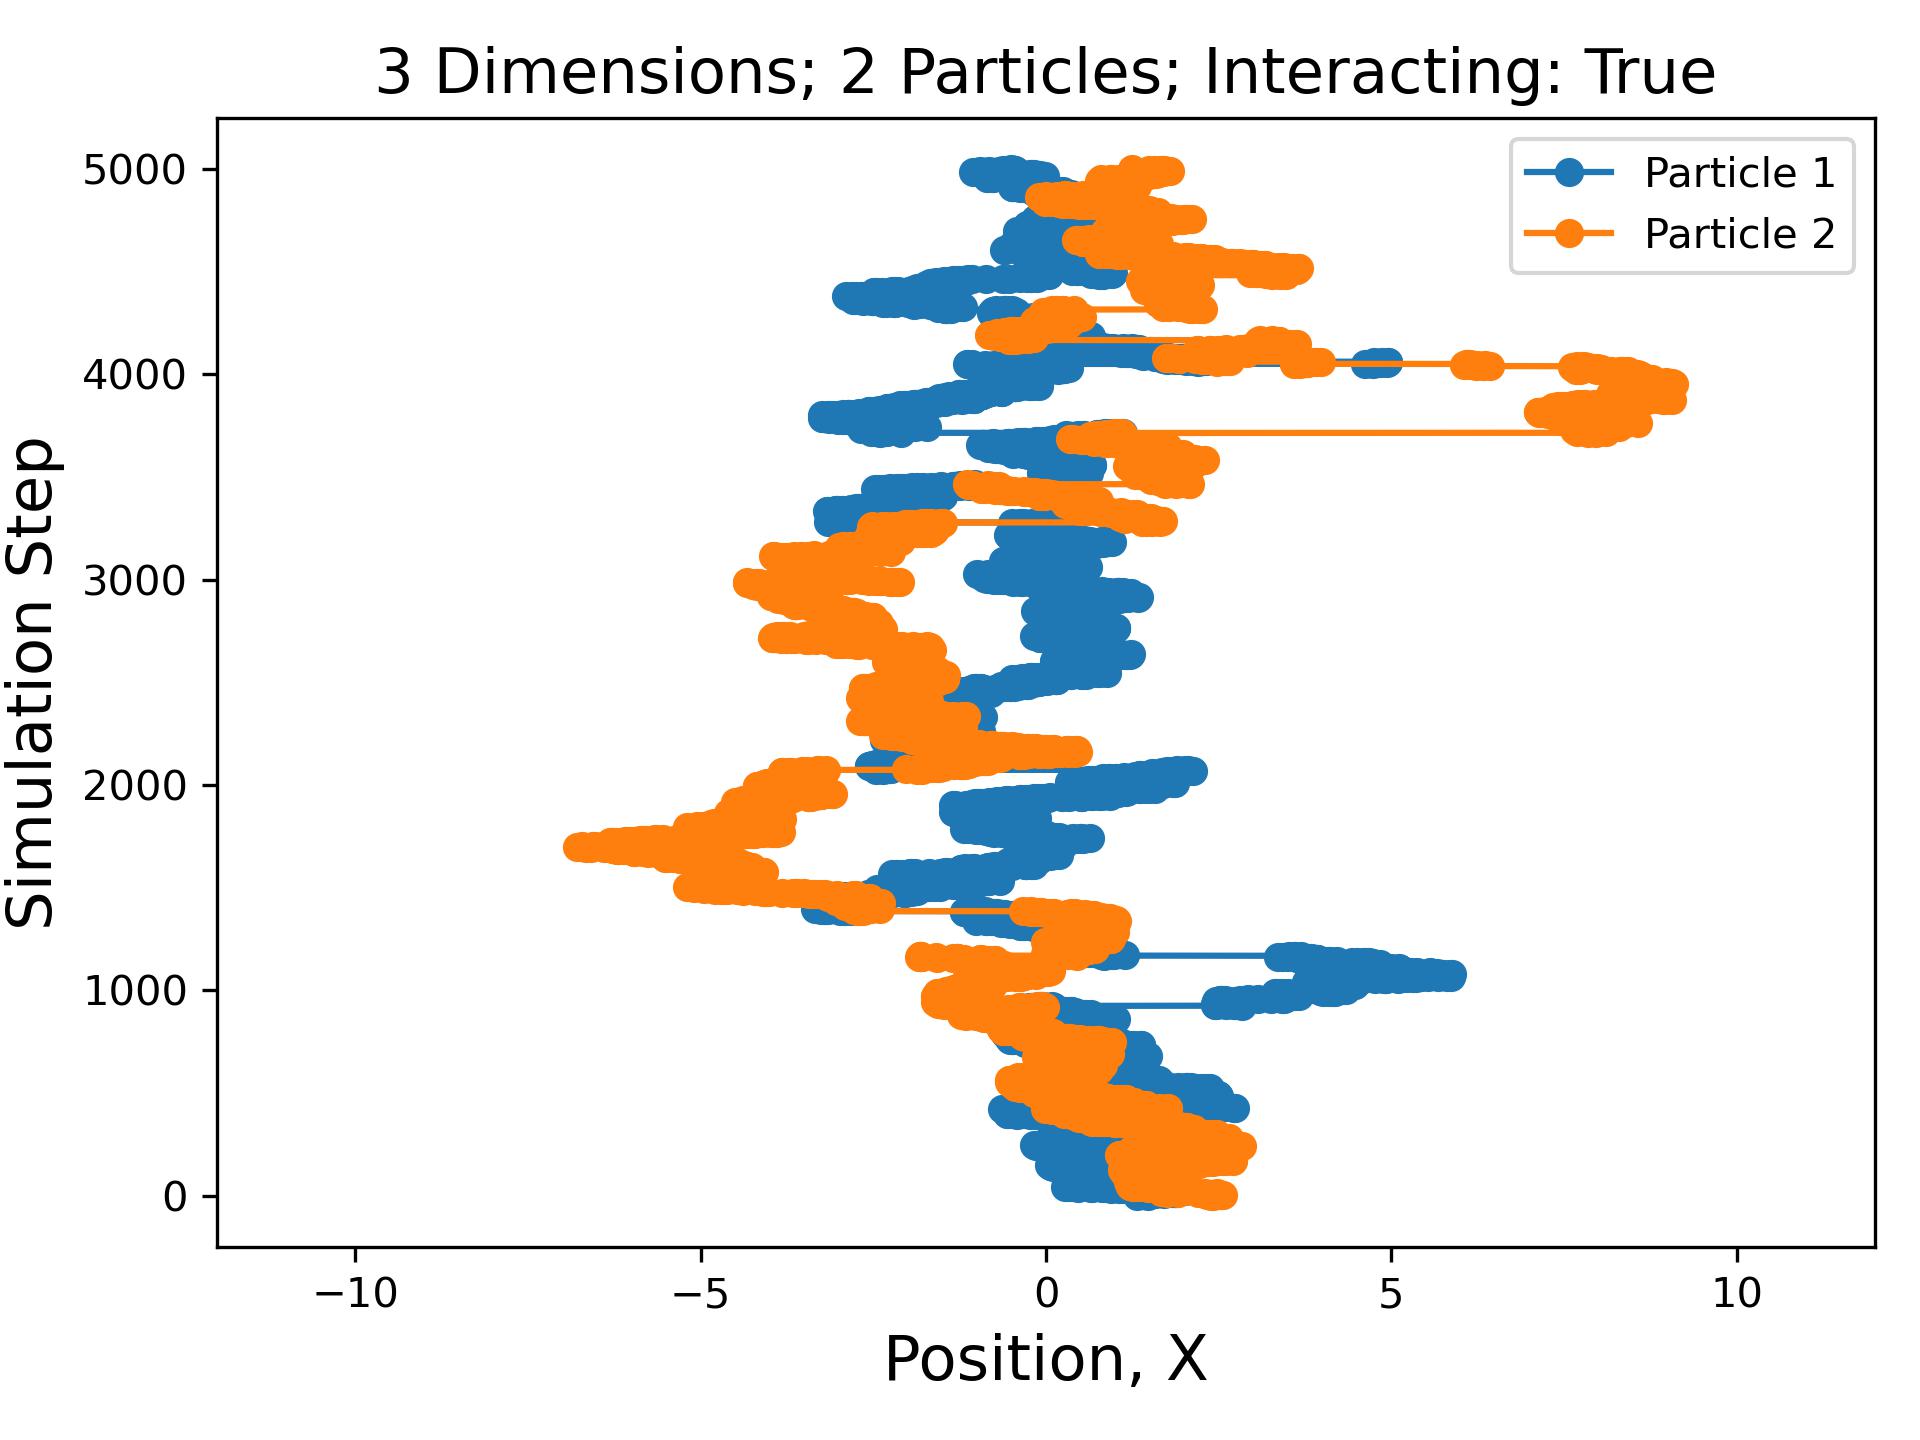 3 Dimensions; 2 Particles; Interacting: True
Particle 1
Particle 2
Simulation Step
5000
4000
3000
2000
1000
0
−10
−5
0
5
10
Position, X